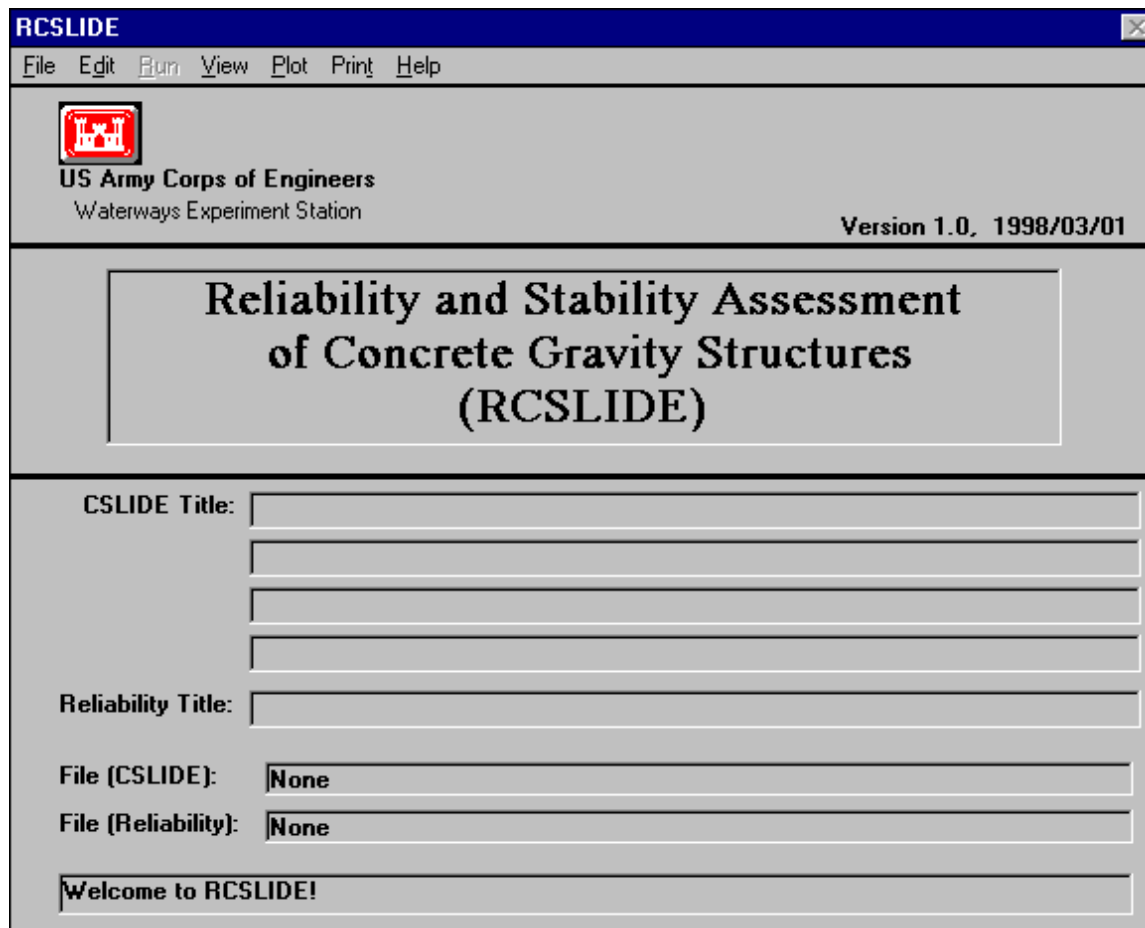 RCSLIDE
File Edit Run View Plot Print Help
US Army Corps of Engineers
Waterways Experiment Station
Version 1.0, 1998/03/01
Reliability and Stability Assessment
of Concrete Gravity Structures
(RCSLIDE)
CSLIDE Title:
Reliability Title:
File (CSLIDE): None
File (Reliability): None
Welcome to RCSLIDE!